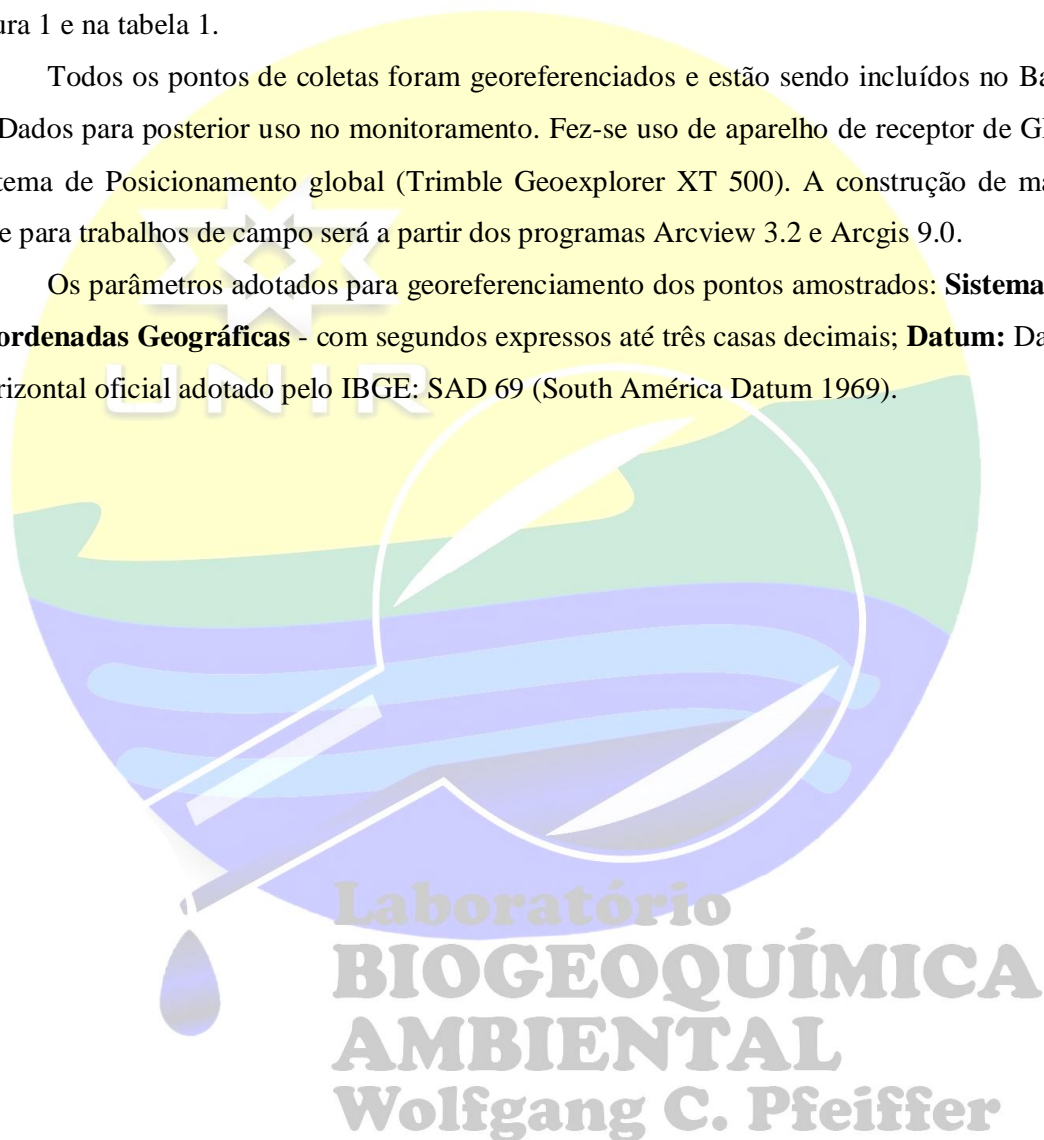 ura 1 e na tabela 1.
Todos os pontos de coletas foram georeferenciados e estão sendo incluídos no Ba
Dados para posterior uso no monitoramento. Fez-se uso de aparelho de receptor de G
tema de Posicionamento global (Trimble Geoexplorer XT 500). A construção de ma
e para trabalhos de campo será a partir dos programas Arcview 3.2 e Arcgis 9.0.
Os parâmetros adotados para georeferenciamento dos pontos amostrados: Sistema
ordenadas Geográficas - com segundos expressos até três casas decimais; Datum: Da
rizontal oficial adotado pelo IBGE: SAD 69 (South América Datum 1969).
UNIR
Laboratório
BIOGEOQUÍMICA
AMBIENTAL
Wolfgang C. Pfeiffer